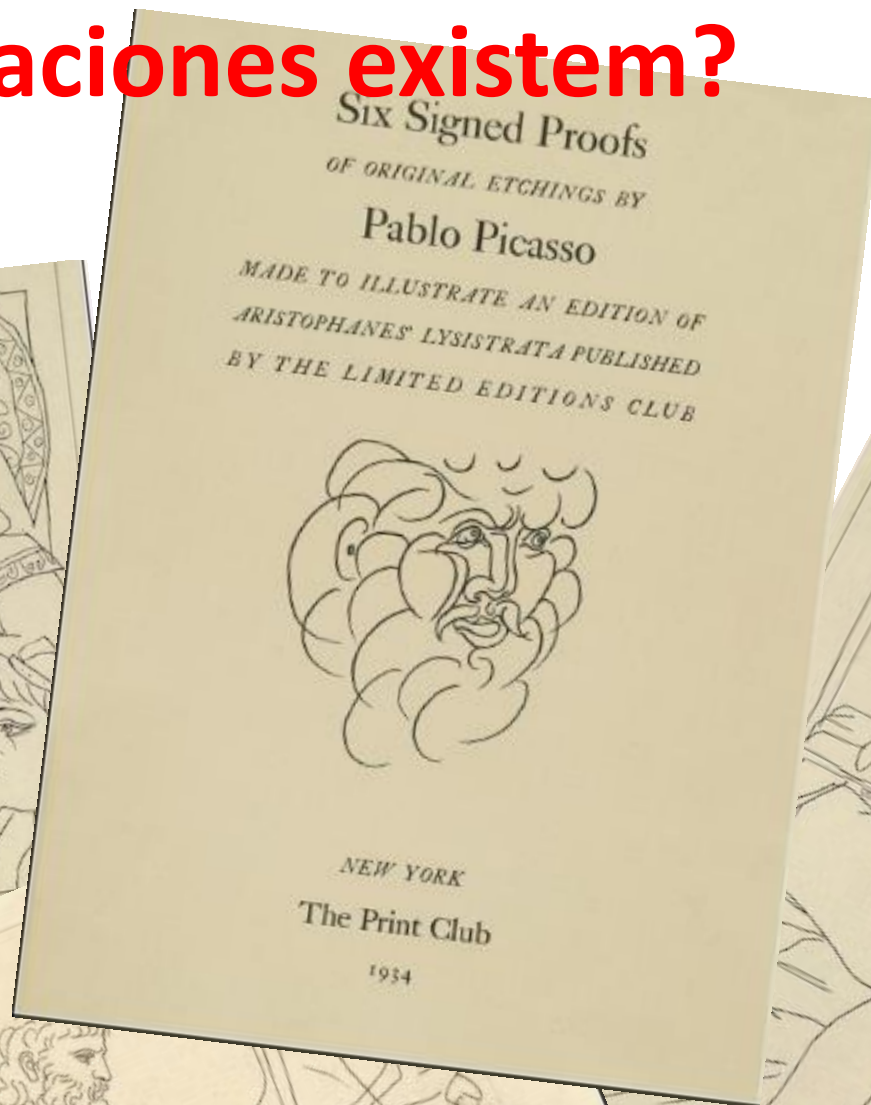 aciones existem?
Six Signed Proofs
OF ORIGINAL ETCHINGS BY
Pablo Picasso
MADE TO ILLUSTRATE AN EDITION OF
ARISTOPHANES' LYSISTRATA PUBLISHED
BY THE LIMITED EDITIONS CLUB
NEW YORK
The Print Club
1934